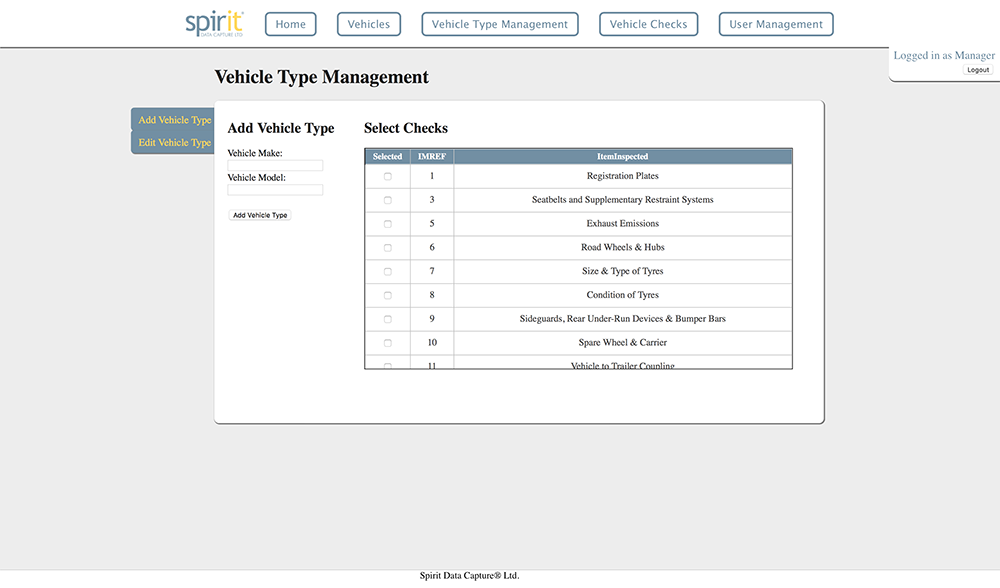 spirit
DATA CAPTURE LTD
Home
Vehicles
Vehicle Type Management
Vehicle Checks
User Management
Logged in as Manager
Logout
Vehicle Type Management
Add Vehicle Type
Edit Vehicle Type
Add Vehicle Type
Vehicle Make:
Vehicle Model:
Add Vehicle Type
Select Checks
Selected IMREF ItemInspected
1 Registration Plates
3 Seatbelts and Supplementary Restraint Systems
5 Exhaust Emissions
6 Road Wheels & Hubs
7 Size & Type of Tyres
8 Condition of Tyres
9 Sideguards, Rear Under-Run Devices & Bumper Bars
10 Spare Wheel & Carrier
11 Vehicle to Trailer Coupling
Spirit Data Capture® Ltd.